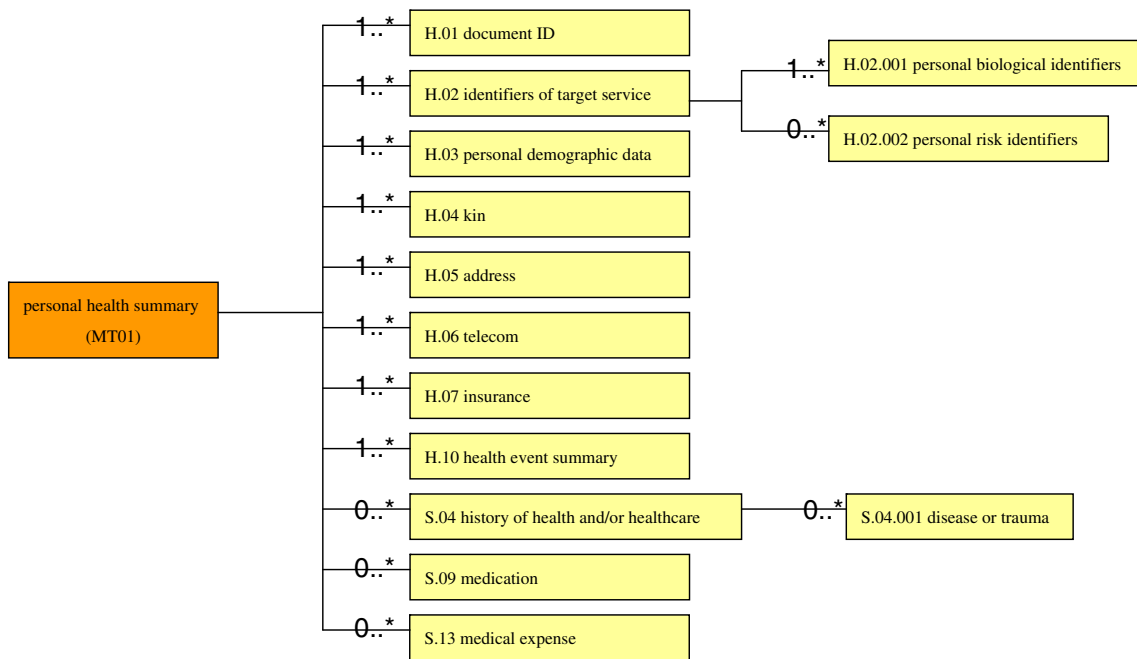 1..*
H.01 document ID
1..*
H.02 identifiers of target service
1..*
H.02.001 personal biological identifiers
0..*
H.02.002 personal risk identifiers
1..*
H.03 personal demographic data
1..*
H.04 kin
1..*
H.05 address
personal health summary
(MT01)
1..*
H.06 telecom
1..*
H.07 insurance
1..*
H.10 health event summary
0..*
S.04 history of health and/or healthcare
0..*
S.04.001 disease or trauma
0..*
S.09 medication
0..*
S.13 medical expense